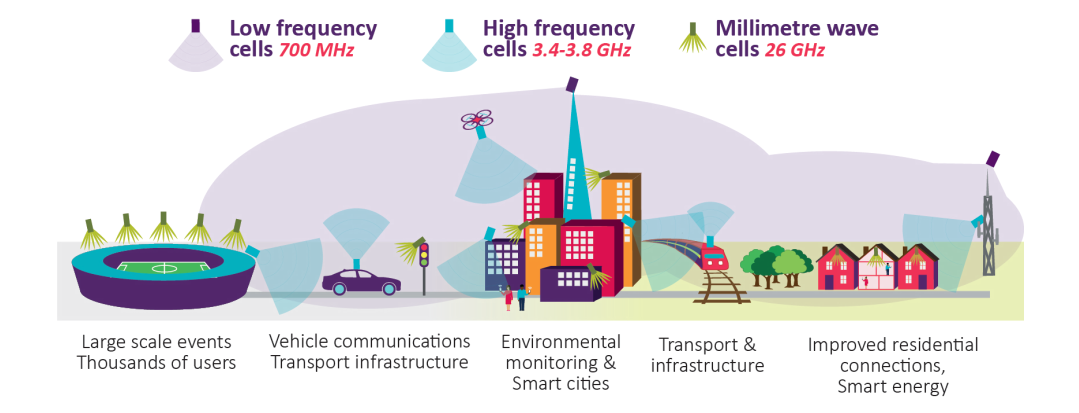 Low frequency
cells 700 MHz
High frequency
cells 3.4-3.8 GHz
Millimetre wave
cells 26 GHz
Large scale events
Thousands of users
Vehicle communications
Transport infrastructure
Environmental
monitoring &
Smart cities
Transport &
infrastructure
Improved residential
connections,
Smart energy